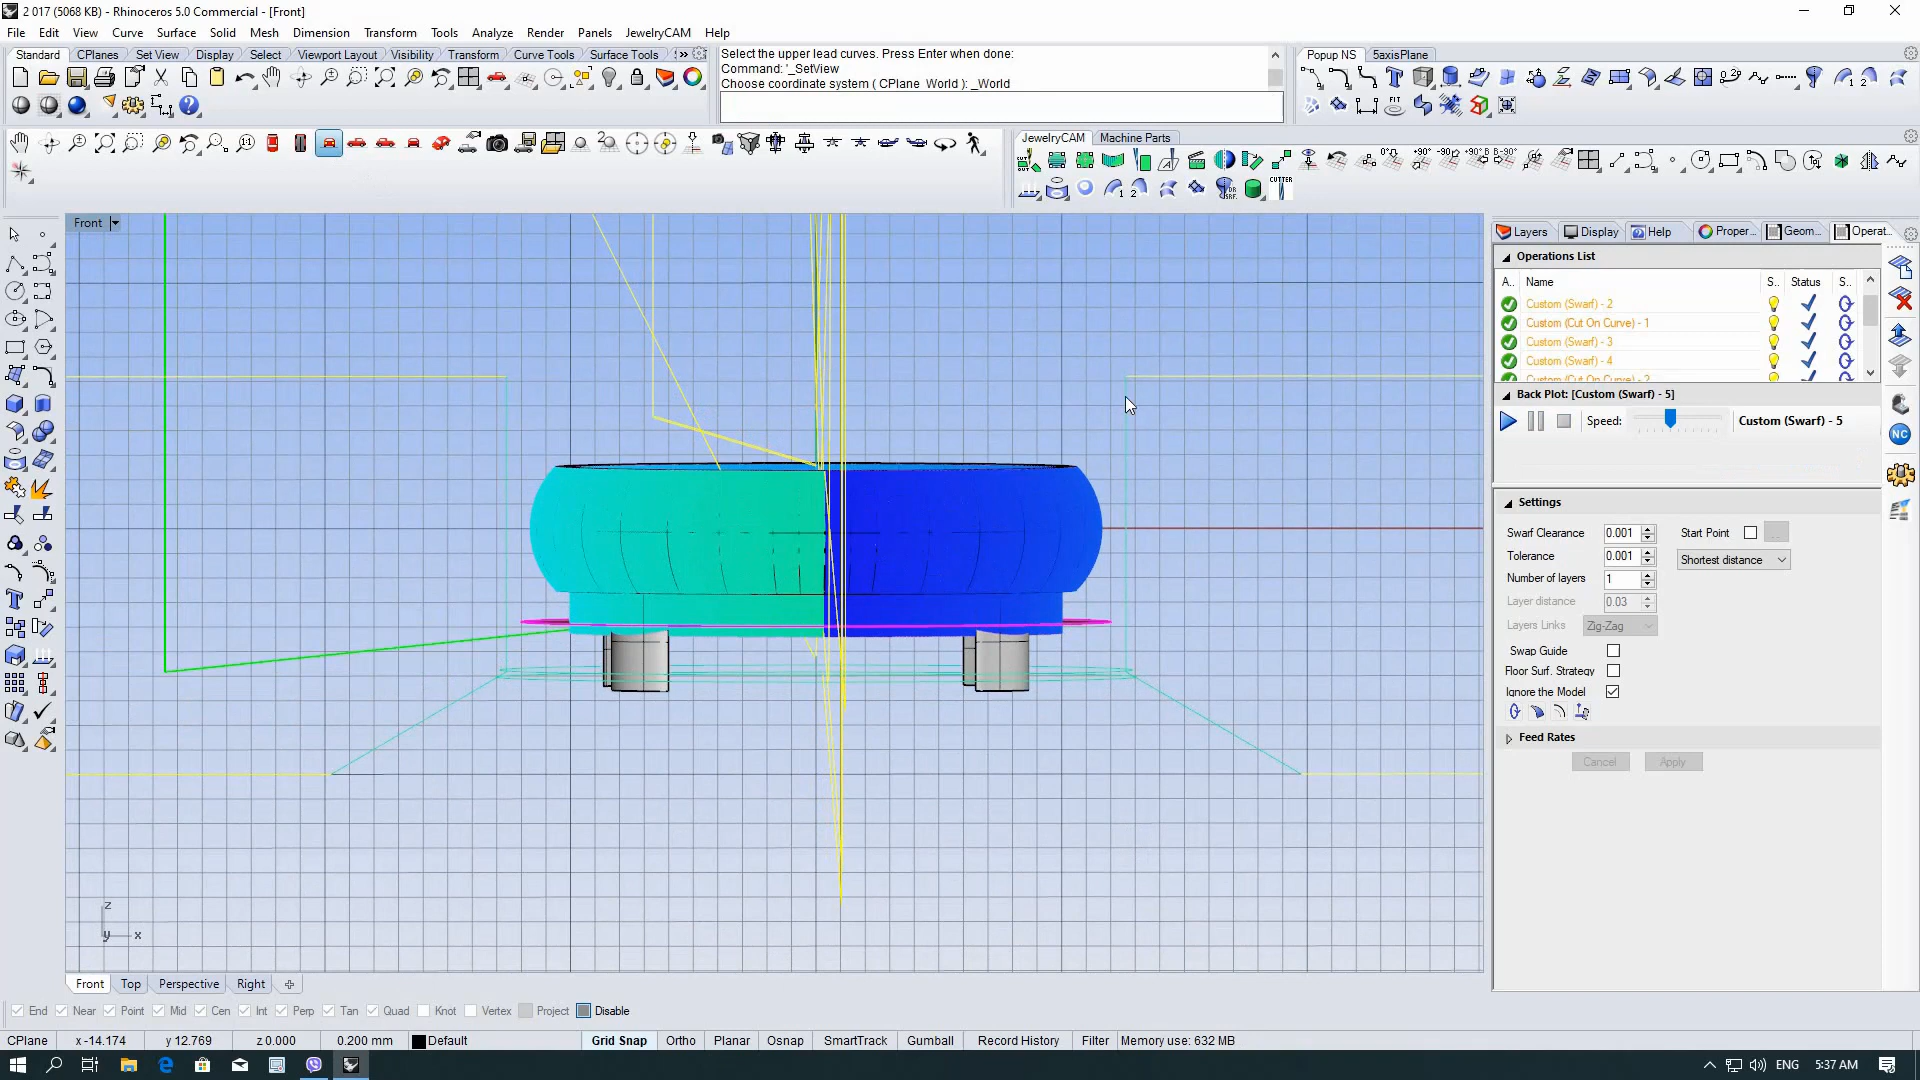 2 017 (5068 KB) - Rhinoceros 5.0 Commercial - [Front]
File Edit View Curve Surface Solid Mesh Dimension Transform Tools Analyze Render Panels JewelryCAM Help
Standard CPlanes Set View Display Select Viewport Layout Visibility Transform Curve Tools Surface Tools
Select the upper lead curves. Press Enter when done:
Command: '_SetView
Choose coordinate system ( CPlane World ): _World
Popup NS 5axisPlane
JewelryCAM Machine Parts
Front
Layers Display Help Proper... Geom... Operat..
Operations List
A.. Name S.. Status S..
Custom (Swarf) - 2
Custom (Cut On Curve) - 1
Custom (Swarf) - 3
Custom (Swarf) - 4
Custom (Cut On Curve) - 2
Back Plot: [Custom (Swarf) - 5]
Speed: Custom (Swarf) - 5
NC
Settings
Swarf Clearance 0.001 Start Point ...
Tolerance 0.001 Shortest distance
Number of layers 1
Layer distance 0.03
Layers Links Zig-Zag
Swap Guide
Floor Surf. Strategy
Ignore the Model
Feed Rates
Cancel Apply
z
y x
Front Top Perspective Right
End Near Point Mid Cen Int Perp Tan Quad Knot Vertex Project Disable
CPlane x -14.174 y 12.769 z 0.000 0.200 mm Default Grid Snap Ortho Planar Osnap SmartTrack Gumball Record History Filter Memory use: 632 MB
ENG 5:37 AM